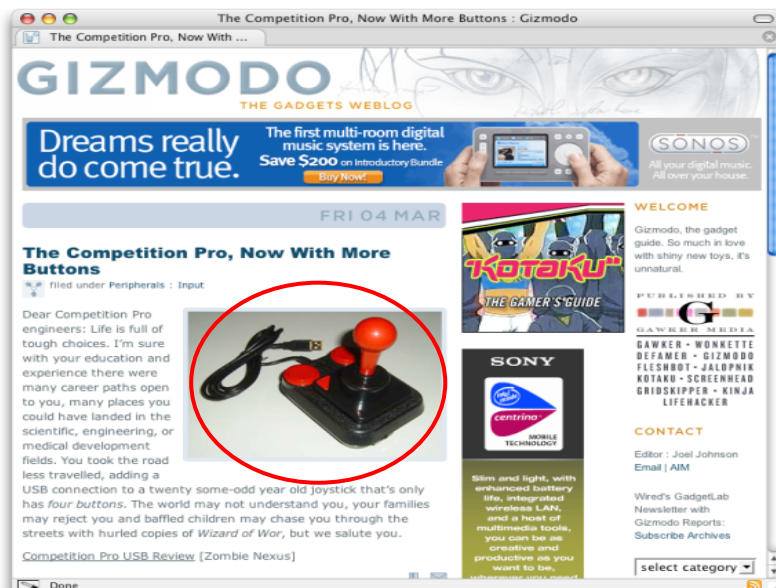 The Competition Pro, Now With More Buttons : Gizmodo
The Competition Pro, Now With ...
GIZMODO
THE GADGETS WEBLOG
Dreams really
do come true.
The first multi-room digital
music system is here.
Save $200 on Introductory Bundle
Buy Now!
SONOS
All your digital music.
All over your house.
FRI 04 MAR
The Competition Pro, Now With More
Buttons
filed under Peripherals : Input
Dear Competition Pro
engineers: Life is full of
tough choices. I'm sure
with your education and
experience there were
many career paths open
to you, many places you
could have landed in the
scientific, engineering, or
medical development
fields. You took the road
less travelled, adding a
USB connection to a twenty some-odd year old joystick that's only
has four buttons. The world may not understand you, your families
may reject you and baffled children may chase you through the
streets with hurled copies of Wizard of Wor, but we salute you.
Competition Pro USB Review [Zombie Nexus]
KOTAKU
THE GAMER'S GUIDE
SONY
intel inside
centrino
MOBILE
TECHNOLOGY
Slim and light, with
enhanced battery
life, integrated
wireless LAN,
and a host of
multimedia tools,
you can be as
creative and
productive as you
want to be,
wherever you need
WELCOME
Gizmodo, the gadget
guide. So much in love
with shiny new toys, it's
unnatural.
PUBLISHED BY
G
GAWKER MEDIA
GAWKER • WONKETTE
DEFAMER • GIZMODO
FLESHBOT • JALOPNIK
KOTAKU • SCREENHEAD
GRIDSKIPPER • KINJA
LIFEHACKER
CONTACT
Editor : Joel Johnson
Email | AIM
Wired's GadgetLab
Newsletter with
Gizmodo Reports:
Subscribe Archives
select category
Done